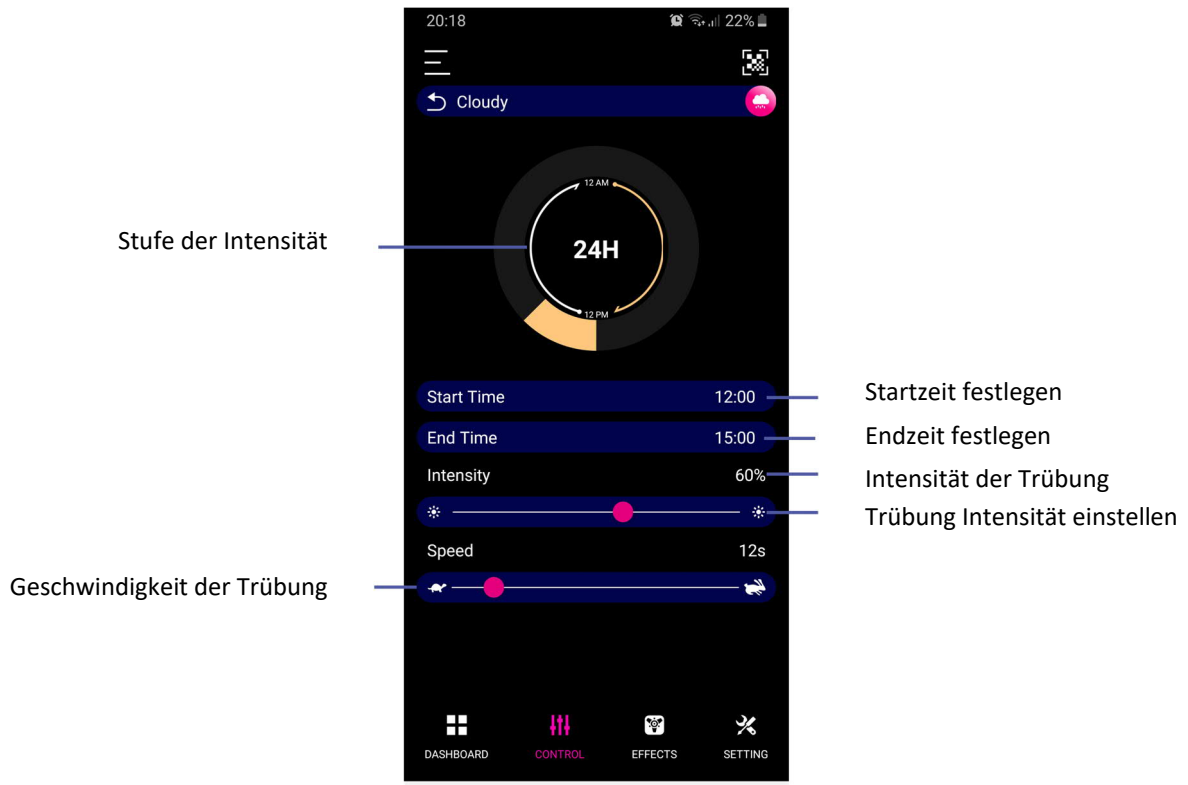 20:18 22%
Cloudy
12 AM
Stufe der Intensität
24H
12 PM
Start Time 12:00 Startzeit festlegen
End Time 15:00 Endzeit festlegen
Intensity 60% Intensität der Trübung
Trübung Intensität einstellen
Speed 12s
Geschwindigkeit der Trübung
DASHBOARD CONTROL EFFECTS SETTING